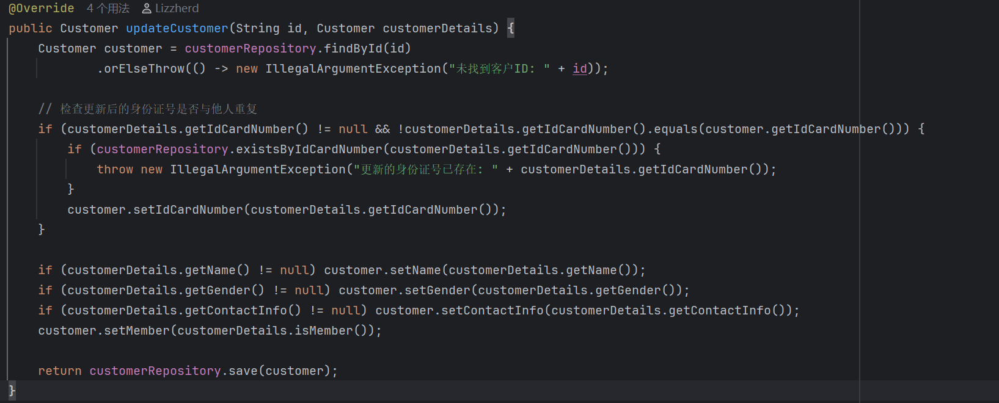 @Override 4 个用法 Lizzherd
public Customer updateCustomer(String id, Customer customerDetails) {
    Customer customer = customerRepository.findById(id)
            .orElseThrow(() -> new IllegalArgumentException("未找到客户ID: " + id));
    // 检查更新后的身份证号是否与他人重复
    if (customerDetails.getIdCardNumber() != null && !customerDetails.getIdCardNumber().equals(customer.getIdCardNumber())) {
        if (customerRepository.existsByIdCardNumber(customerDetails.getIdCardNumber())) {
            throw new IllegalArgumentException("更新的身份证号已存在: " + customerDetails.getIdCardNumber());
        }
        customer.setIdCardNumber(customerDetails.getIdCardNumber());
    }
    if (customerDetails.getName() != null) customer.setName(customerDetails.getName());
    if (customerDetails.getGender() != null) customer.setGender(customerDetails.getGender());
    if (customerDetails.getContactInfo() != null) customer.setContactInfo(customerDetails.getContactInfo());
    customer.setMember(customerDetails.isMember());
    return customerRepository.save(customer);
}